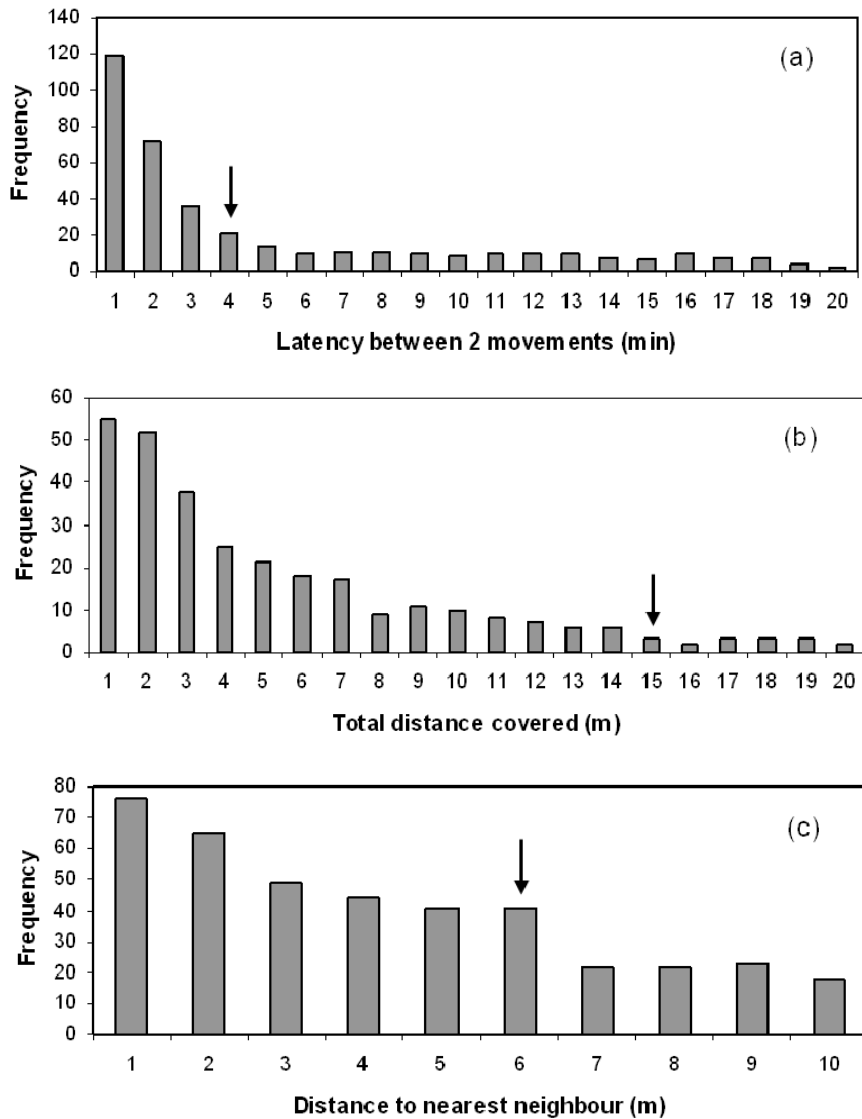 140
120
100
80
60
40
20
0
Frequency
(a)
1 2 3 4 5 6 7 8 9 10 11 12 13 14 15 16 17 18 19 20
Latency between 2 movements (min)
60
50
40
30
20
10
0
Frequency
(b)
1 2 3 4 5 6 7 8 9 10 11 12 13 14 15 16 17 18 19 20
Total distance covered (m)
80
70
60
50
40
30
20
10
0
Frequency
(c)
1 2 3 4 5 6 7 8 9 10
Distance to nearest neighbour (m)